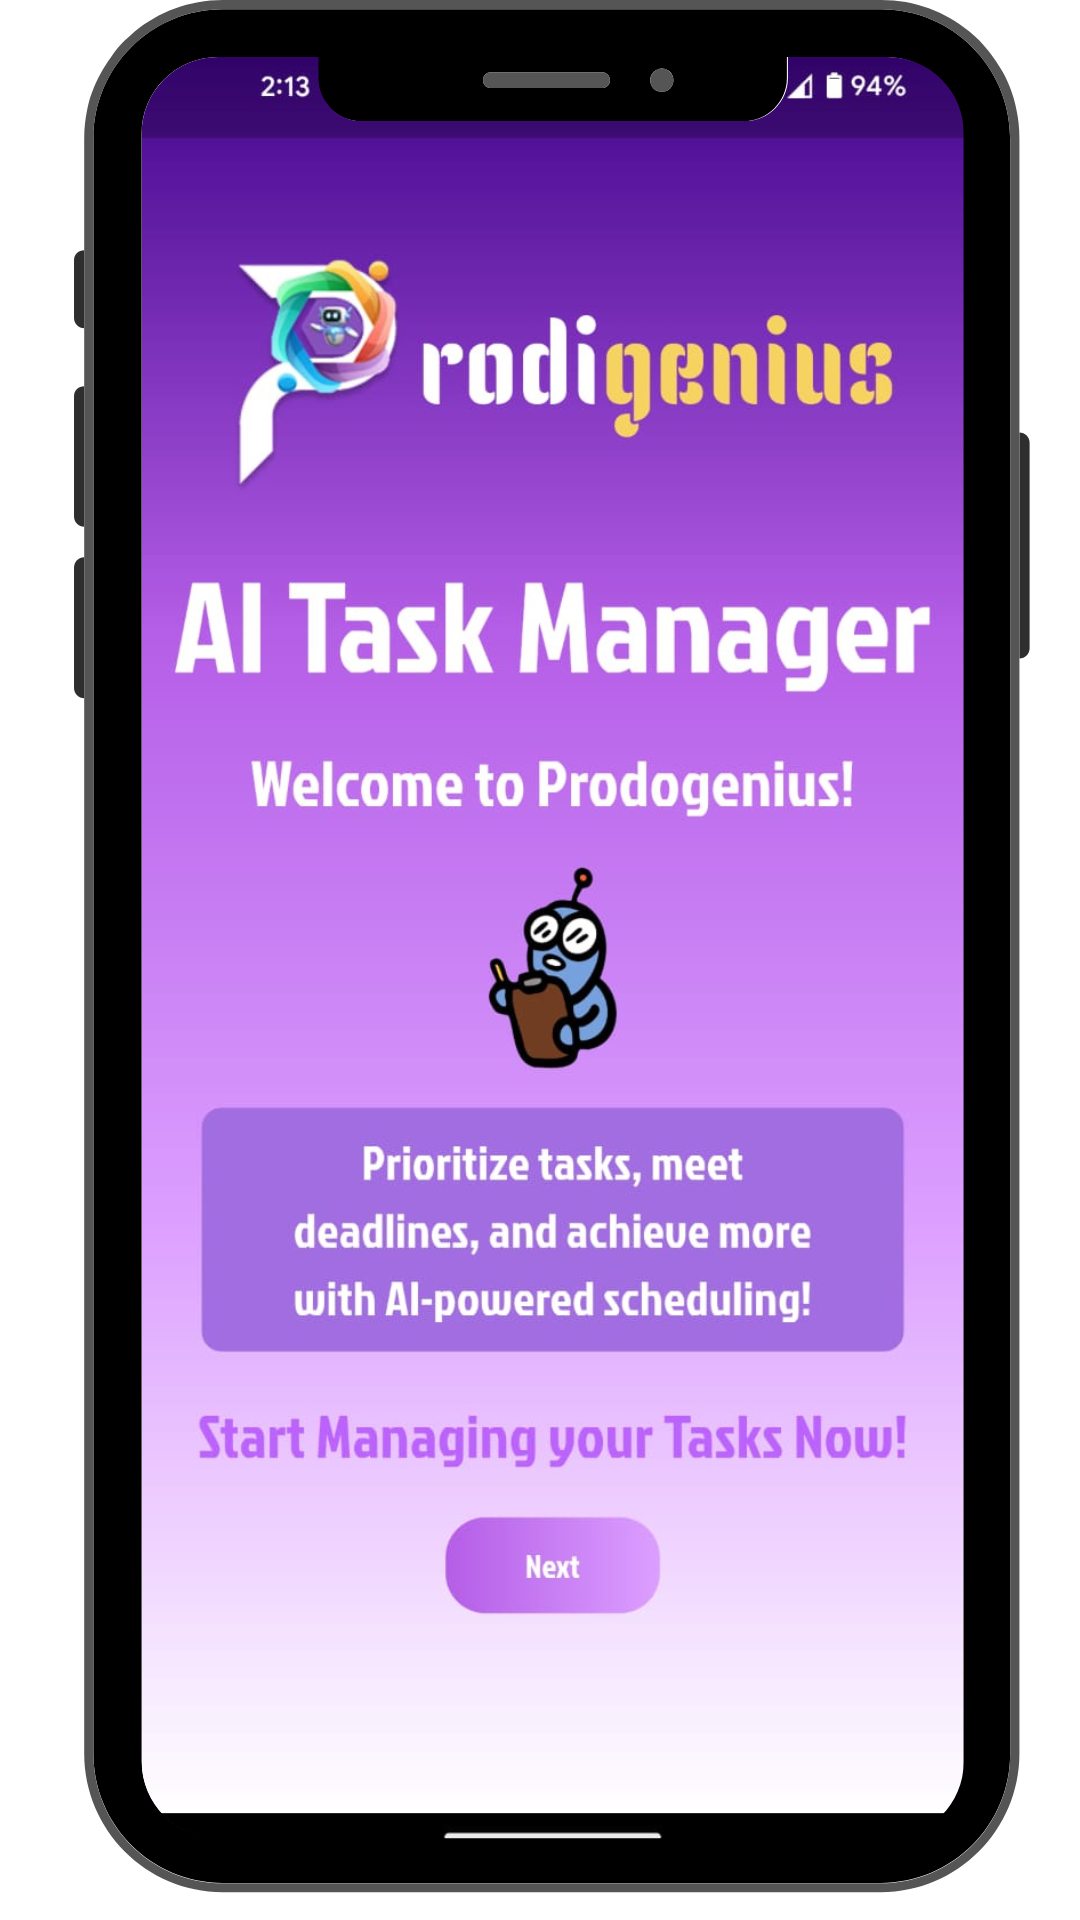 2:13 94%
Prodigenius
AI Task Manager
Welcome to Prodogenius!
Prioritize tasks, meet
deadlines, and achieve more
with AI-powered scheduling!
Start Managing your Tasks Now!
Next